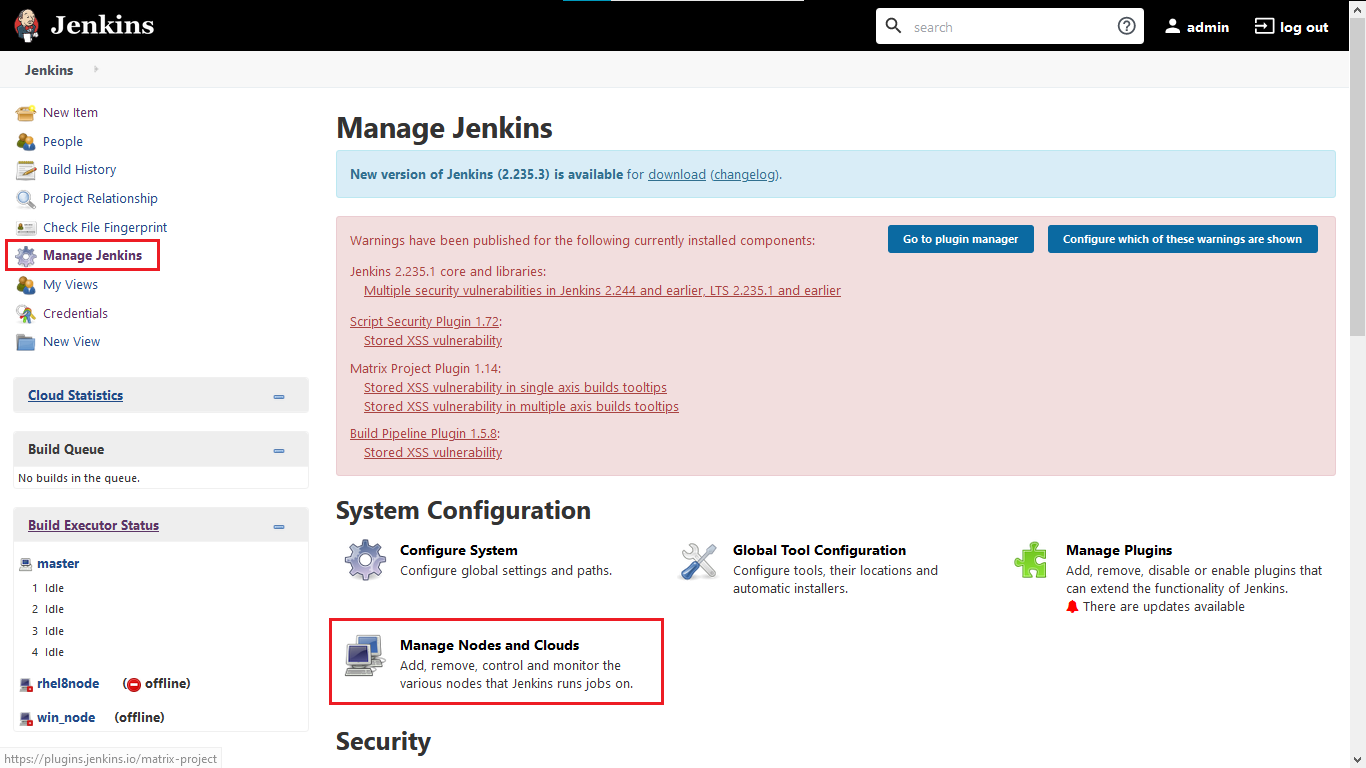 Jenkins
search
admin
log out
Jenkins
New Item
People
Build History
Project Relationship
Check File Fingerprint
Manage Jenkins
My Views
Credentials
New View
Cloud Statistics
Build Queue
No builds in the queue.
Build Executor Status
master
1 Idle
2 Idle
3 Idle
4 Idle
rhel8node (offline)
win_node (offline)
https://plugins.jenkins.io/matrix-project
Manage Jenkins
New version of Jenkins (2.235.3) is available for download (changelog).
Warnings have been published for the following currently installed components:
Go to plugin manager
Configure which of these warnings are shown
Jenkins 2.235.1 core and libraries:
Multiple security vulnerabilities in Jenkins 2.244 and earlier, LTS 2.235.1 and earlier
Script Security Plugin 1.72:
Stored XSS vulnerability
Matrix Project Plugin 1.14:
Stored XSS vulnerability in single axis builds tooltips
Stored XSS vulnerability in multiple axis builds tooltips
Build Pipeline Plugin 1.5.8:
Stored XSS vulnerability
System Configuration
Configure System
Configure global settings and paths.
Global Tool Configuration
Configure tools, their locations and
automatic installers.
Manage Plugins
Add, remove, disable or enable plugins that
can extend the functionality of Jenkins.
There are updates available
Manage Nodes and Clouds
Add, remove, control and monitor the
various nodes that Jenkins runs jobs on.
Security